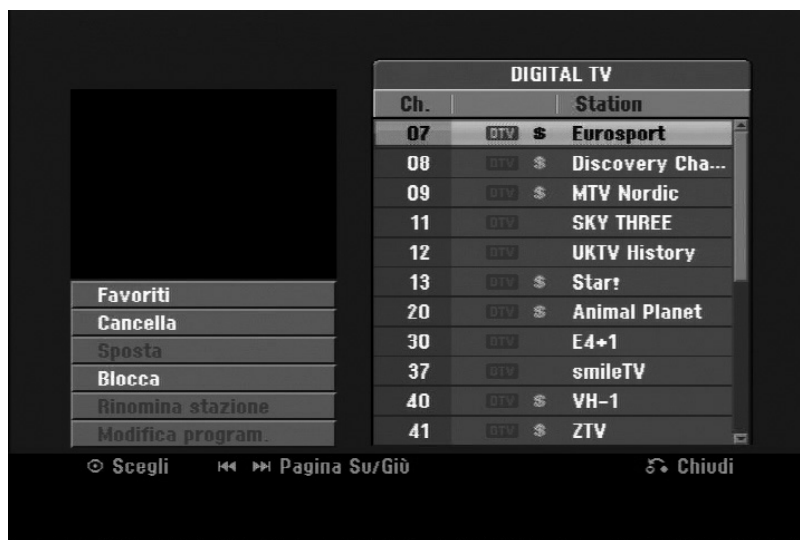 DIGITAL TV
Ch. Station
07 DTV $ Eurosport
08 DTV $ Discovery Cha...
09 DTV $ MTV Nordic
11 DTV SKY THREE
12 DTV UKTV History
13 DTV $ Star!
20 DTV $ Animal Planet
30 DTV E4+1
37 DTV smileTV
40 DTV $ VH-1
41 DTV $ ZTV
Favoriti
Cancella
Sposta
Blocca
Rinomina stazione
Modifica program.
Scegli Pagina Su/Giù Chiudi